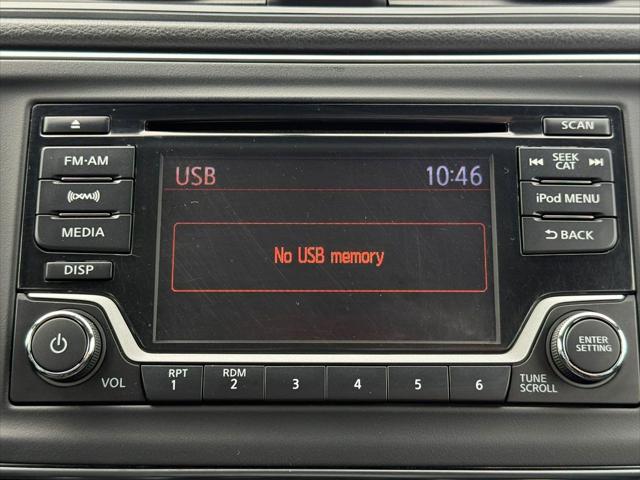 SCAN
FM·AM
USB 10:46
SEEK
CAT
((XM))
iPod MENU
MEDIA
No USB memory
BACK
DISP
ENTER
SETTING
VOL
RPT
1
RDM
2
3
4
5
6
TUNE
SCROLL